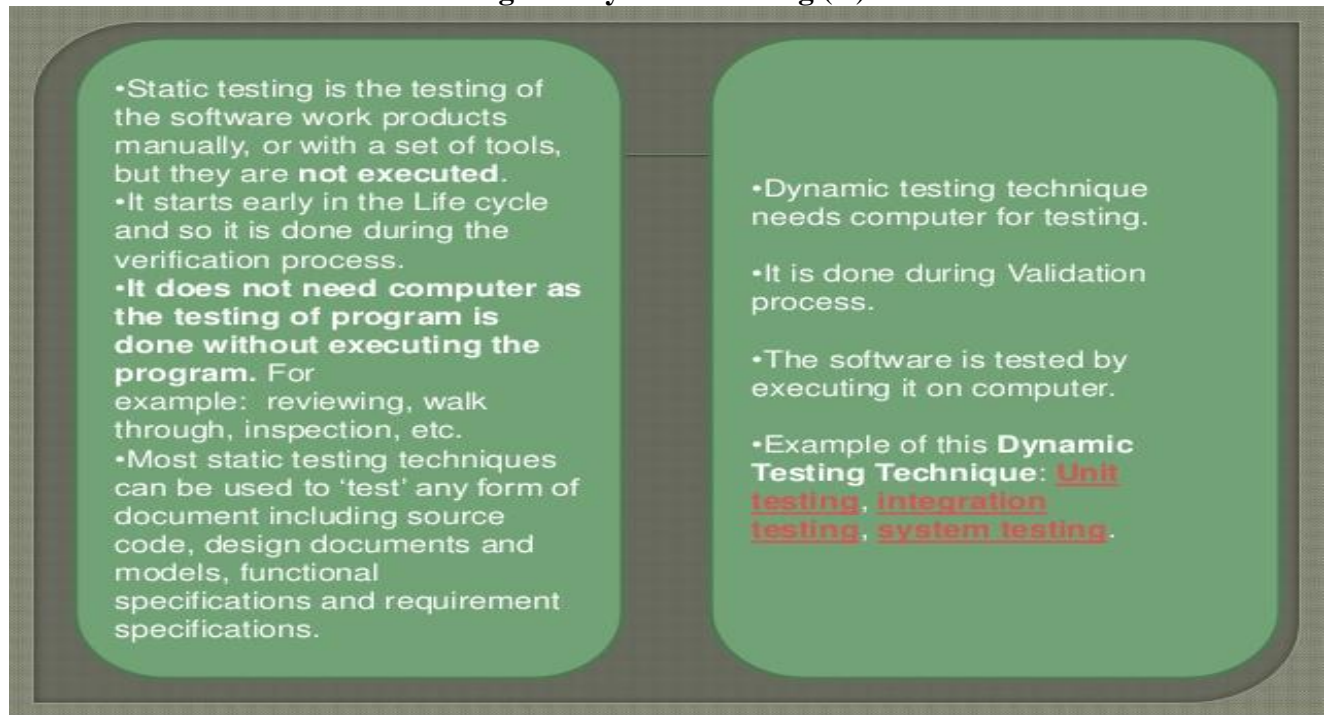 •Static testing is the testing of
the software work products
manually, or with a set of tools,
but they are not executed.
•It starts early in the Life cycle
and so it is done during the
verification process.
•It does not need computer as
the testing of program is
done without executing the
program. For
example:  reviewing, walk
through, inspection, etc.
•Most static testing techniques
can be used to ‘test’ any form of
document including source
code, design documents and
models, functional
specifications and requirement
specifications.
•Dynamic testing technique
needs computer for testing.
•It is done during Validation
process.
•The software is tested by
executing it on computer.
•Example of this Dynamic
Testing Technique: Unit
testing, integration
testing, system testing.